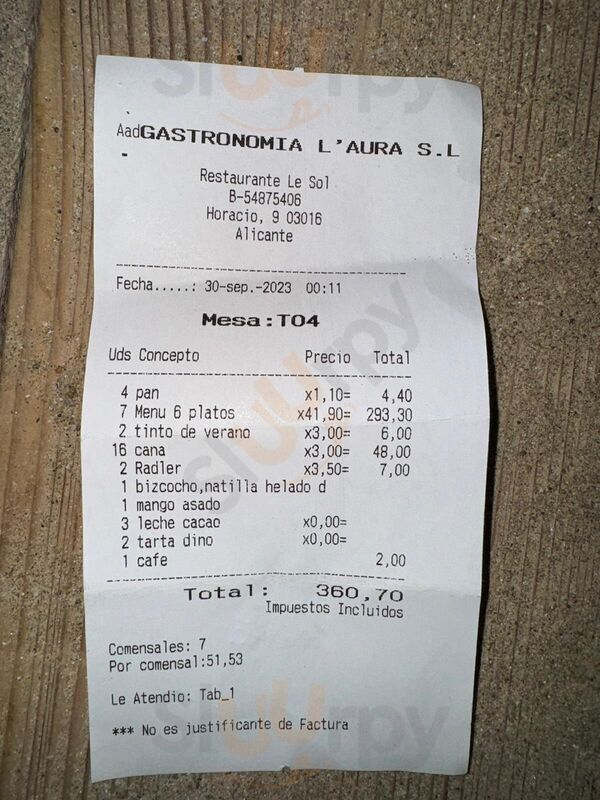 AadGASTRONOMIA L'AURA S.L
Restaurante Le Sol
B-54875406
Horacio, 9 03016
Alicante
Fecha.....: 30-sep.-2023 00:11
Mesa:T04
Uds Concepto Precio Total
4 pan x1,10= 4,40
7 Menu 6 platos x41,90= 293,30
2 tinto de verano x3,00= 6,00
16 cana x3,00= 48,00
2 Radler x3,50= 7,00
1 bizcocho,natilla helado d
1 mango asado
3 leche cacao x0,00=
2 tarta dino x0,00=
1 cafe 2,00
Total: 360,70
Impuestos Incluidos
Comensales: 7
Por comensal:51,53
Le Atendio: Tab_1
*** No es justificante de Factura
sluurpy
sluurpy
sluurpy